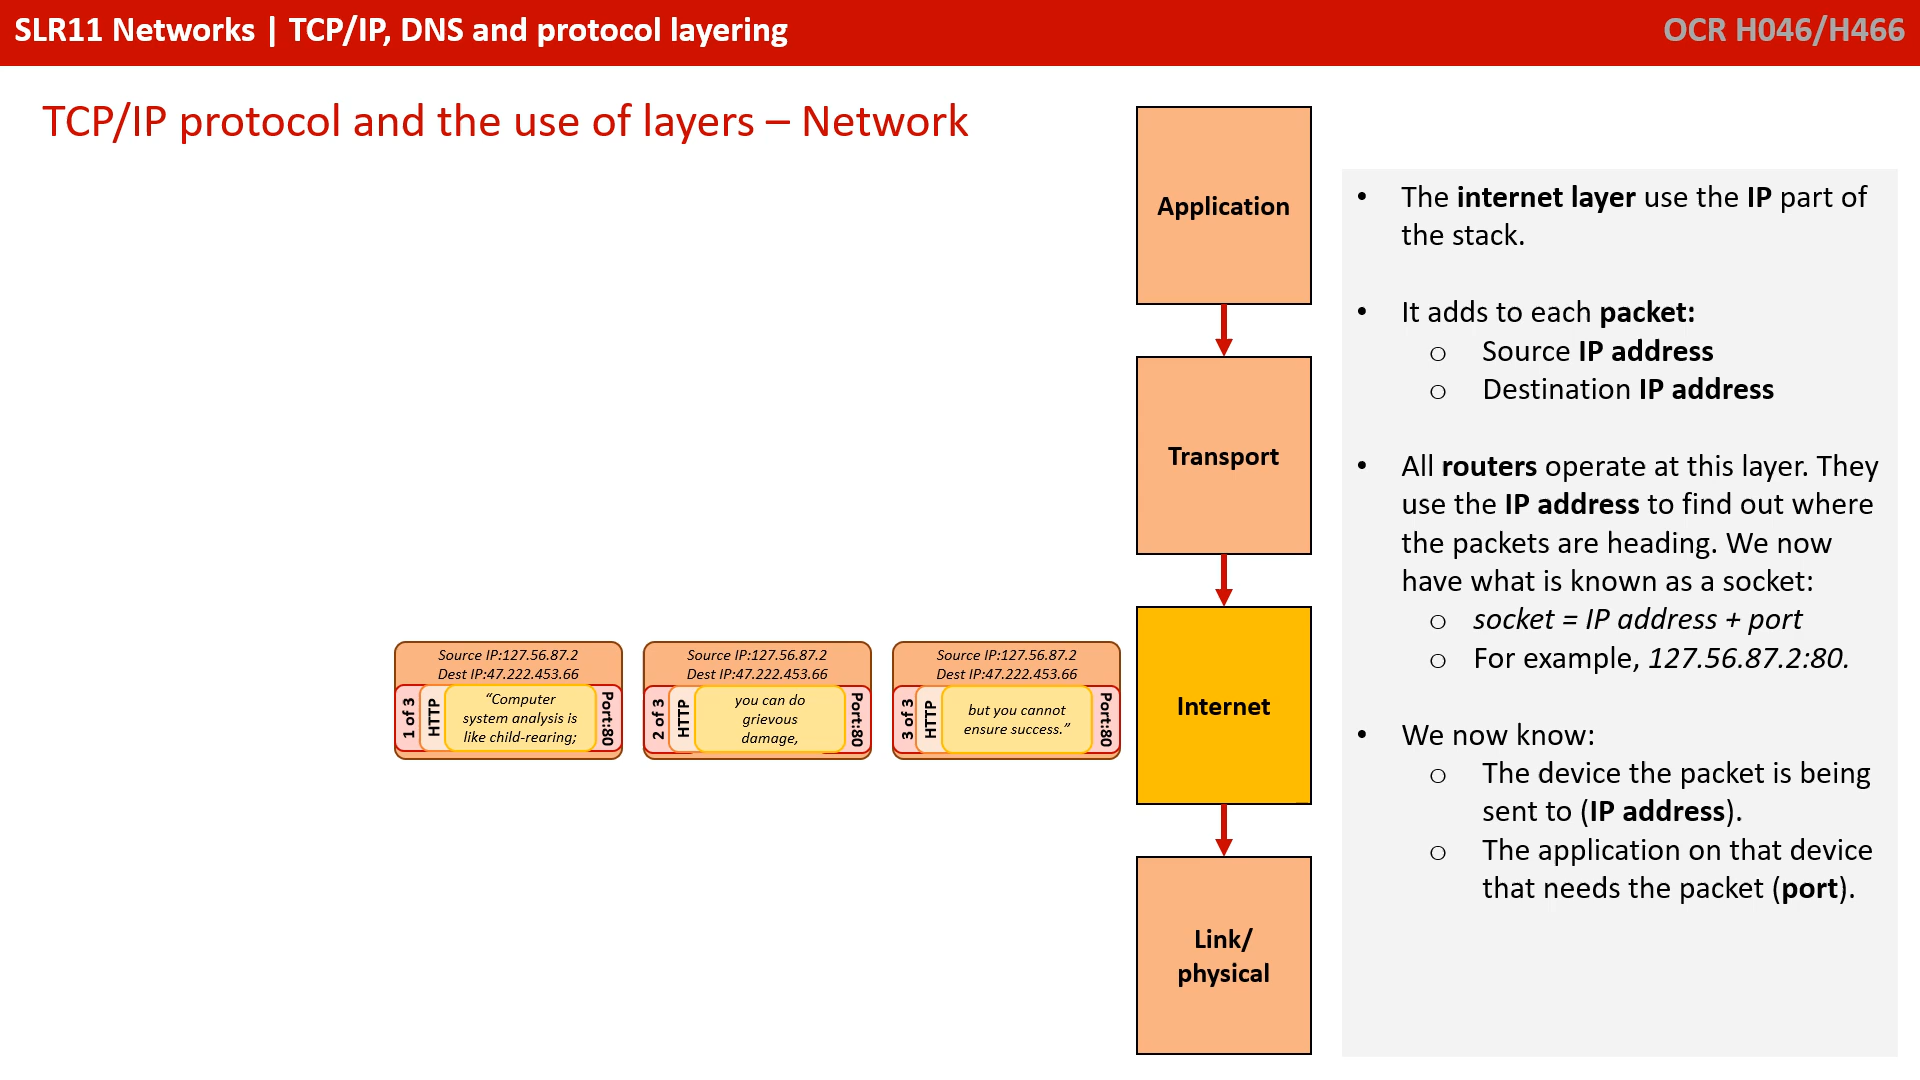 SLR11 Networks | TCP/IP, DNS and protocol layering
OCR H046/H466
TCP/IP protocol and the use of layers – Network
Application
Transport
Internet
Link/
physical
Source IP:127.56.87.2
Dest IP:47.222.453.66
1 of 3
HTTP
“Computer
system analysis is
like child-rearing;
Port:80
Source IP:127.56.87.2
Dest IP:47.222.453.66
2 of 3
HTTP
you can do
grievous
damage,
Port:80
Source IP:127.56.87.2
Dest IP:47.222.453.66
3 of 3
HTTP
but you cannot
ensure success.”
Port:80
• The internet layer use the IP part of
the stack.
• It adds to each packet:
o Source IP address
o Destination IP address
• All routers operate at this layer. They
use the IP address to find out where
the packets are heading. We now
have what is known as a socket:
o socket = IP address + port
o For example, 127.56.87.2:80.
• We now know:
o The device the packet is being
sent to (IP address).
o The application on that device
that needs the packet (port).